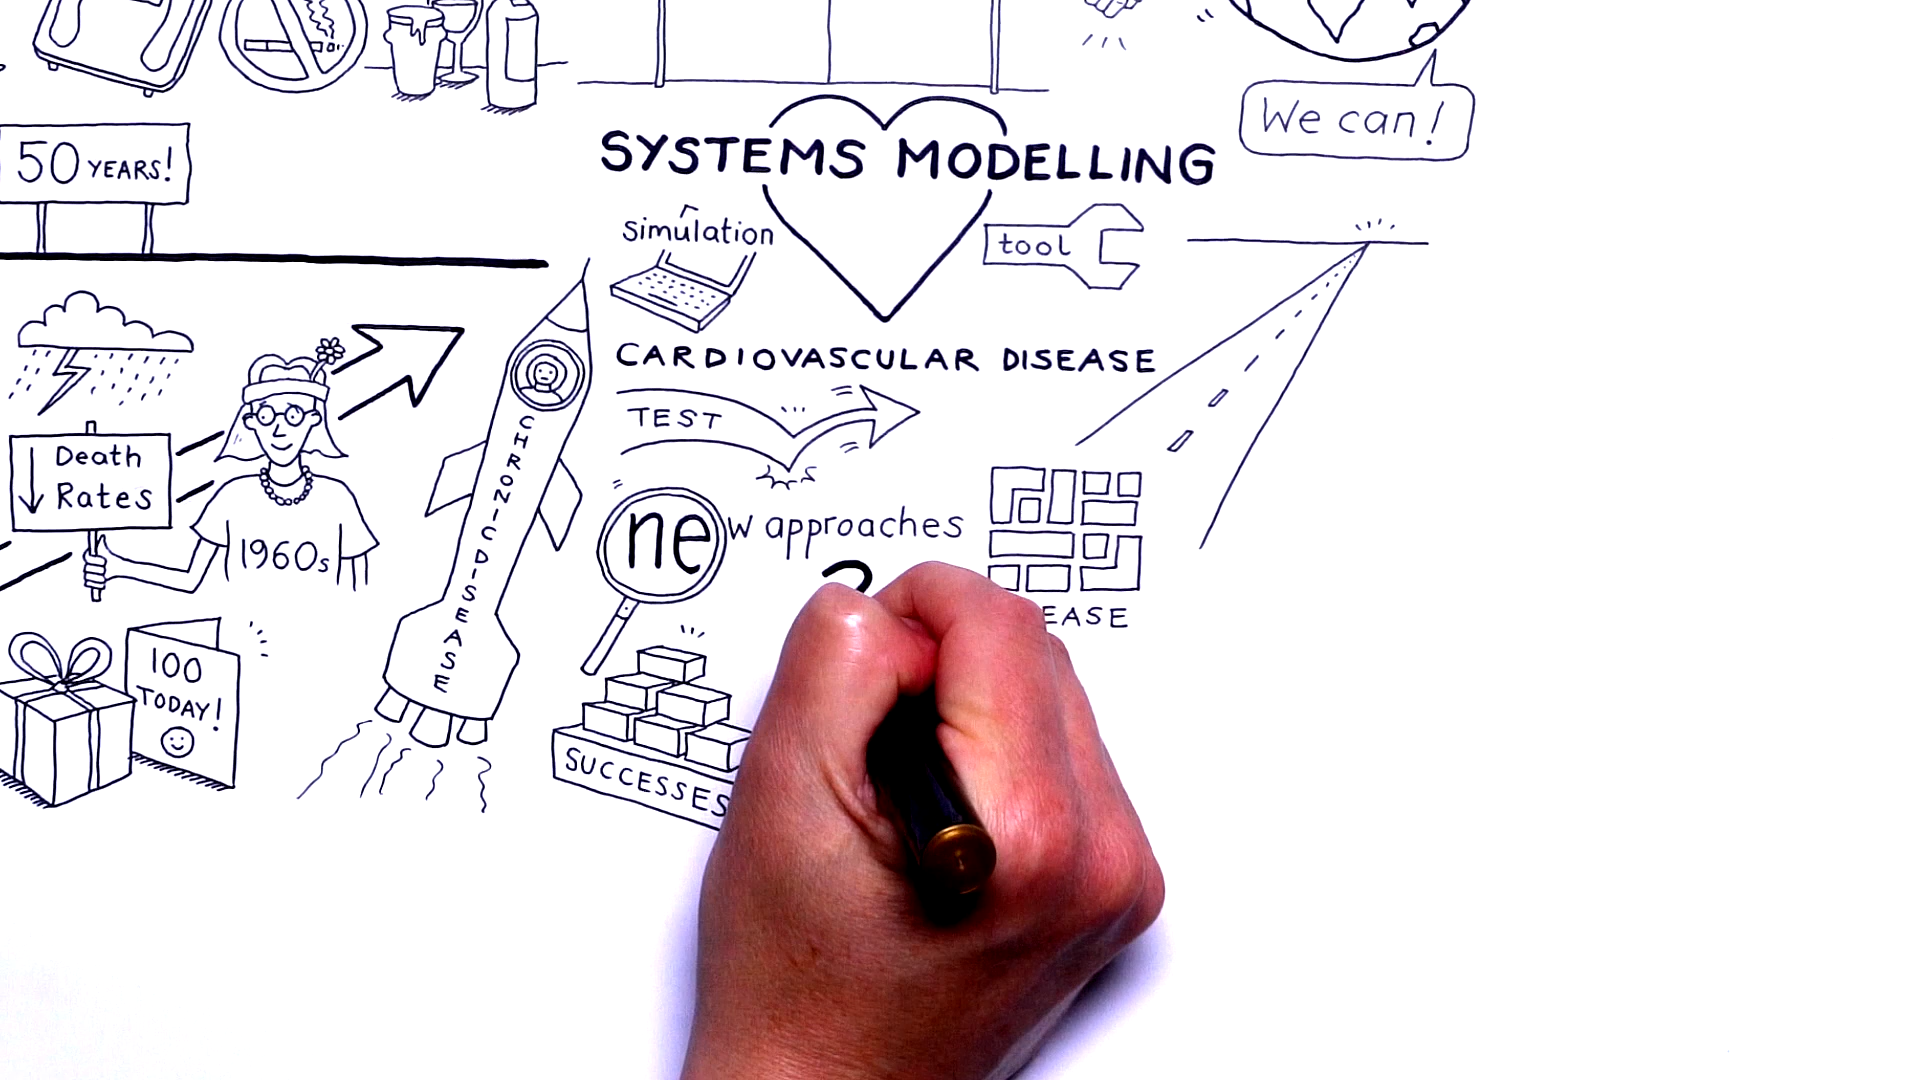 We can!
50 YEARS!
SYSTEMS MODELLING
simulation
tool
CARDIOVASCULAR DISEASE
TEST
Death
Rates
1960s
CHRONIC DISEASE
new approaches
?
EASE
100
TODAY!
SUCCESSES